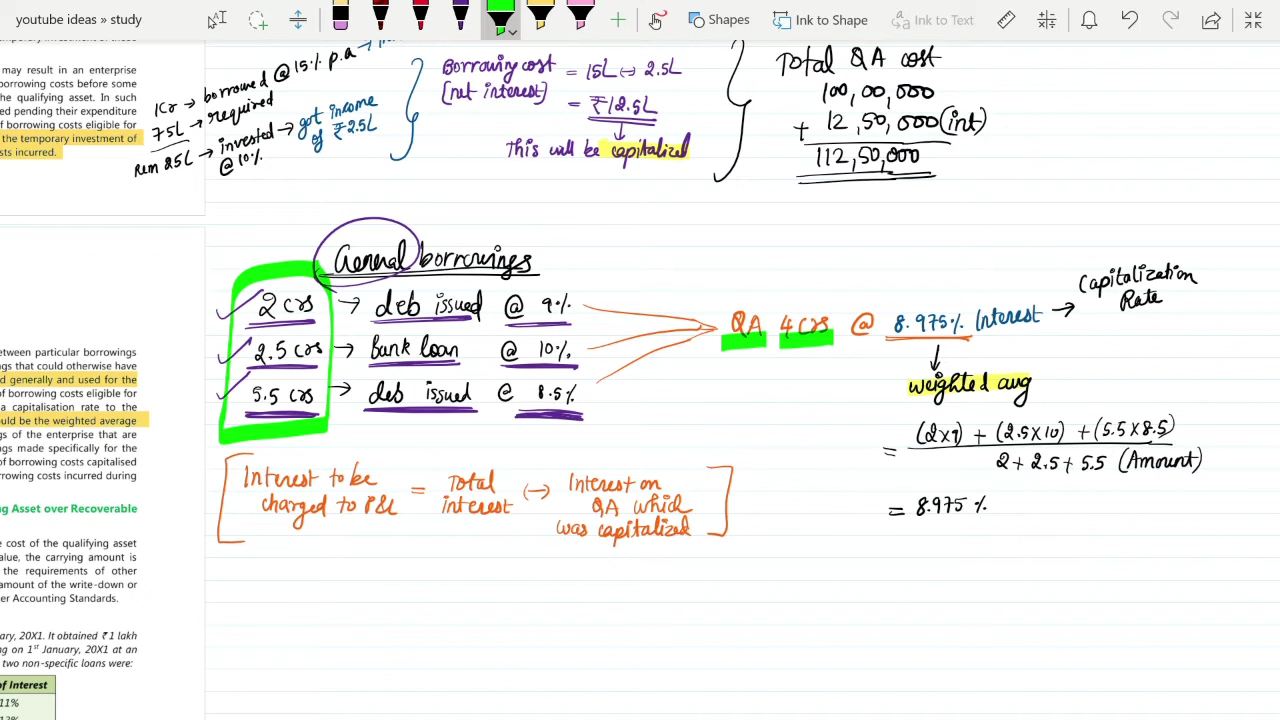 youtube ideas » study
Shapes
Ink to Shape
Ink to Text
may result in an enterprise
borrowing costs before some
the qualifying asset. In such
ed pending their expenditure
of borrowing costs eligible for
the temporary investment of
sts incurred.
1Cr → borrowed @ 15% p.a →
75L → required
Rem 25L → invested → got income
@ 10%
of ₹2.5L
Borrowing cost = 15L (-) 2.5L
[net interest] = ₹12.5L
This will be capitalized
Total QA cost
100,00,000
+ 12,50,000 (int)
112,50,000
General borrowings
2 crs → deb issued @ 9%
2.5 crs → Bank loan @ 10%
5.5 crs → deb issued @ 8.5%
QA 4 Crs @ 8.975% Interest →
Capitalization
Rate
weighted avg
= (2x9) + (2.5x10) + (5.5x8.5)
2 + 2.5 + 5.5 (Amount)
= 8.975 %
Interest to be
charged to P&L = Total
interest (-) Interest on
QA which
was capitalized
etween particular borrowings
gs that could otherwise have
d generally and used for the
of borrowing costs eligible for
a capitalisation rate to the
ould be the weighted average
gs of the enterprise that are
ngs made specifically for the
of borrowing costs capitalised
rrowing costs incurred during
ng Asset over Recoverable
e cost of the qualifying asset
alue, the carrying amount is
the requirements of other
amount of the write-down or
er Accounting Standards.
ary, 20X1. It obtained ₹ 1 lakh
ng on 1st January, 20X1 at an
two non-specific loans were:
of Interest
11%